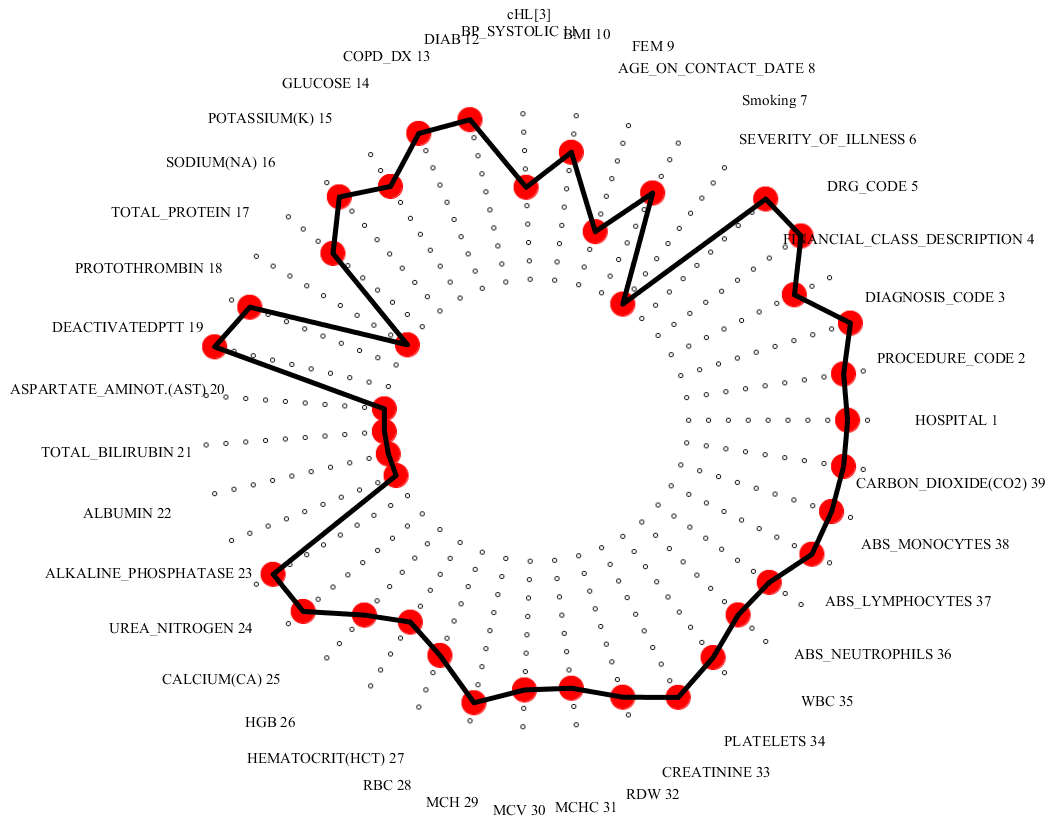 cHL[3]
BP_SYSTOLIC 11
BMI 10
DIAB 12
FEM 9
COPD_DX 13
AGE_ON_CONTACT_DATE 8
GLUCOSE 14
Smoking 7
POTASSIUM(K) 15
SEVERITY_OF_ILLNESS 6
SODIUM(NA) 16
DRG_CODE 5
TOTAL_PROTEIN 17
FINANCIAL_CLASS_DESCRIPTION 4
PROTOTHROMBIN 18
DIAGNOSIS_CODE 3
DEACTIVATEDPTT 19
PROCEDURE_CODE 2
ASPARTATE_AMINOT.(AST) 20
HOSPITAL 1
TOTAL_BILIRUBIN 21
CARBON_DIOXIDE(CO2) 39
ALBUMIN 22
ABS_MONOCYTES 38
ALKALINE_PHOSPHATASE 23
ABS_LYMPHOCYTES 37
UREA_NITROGEN 24
ABS_NEUTROPHILS 36
CALCIUM(CA) 25
WBC 35
HGB 26
PLATELETS 34
HEMATOCRIT(HCT) 27
CREATININE 33
RBC 28
RDW 32
MCH 29
MCHC 31
MCV 30